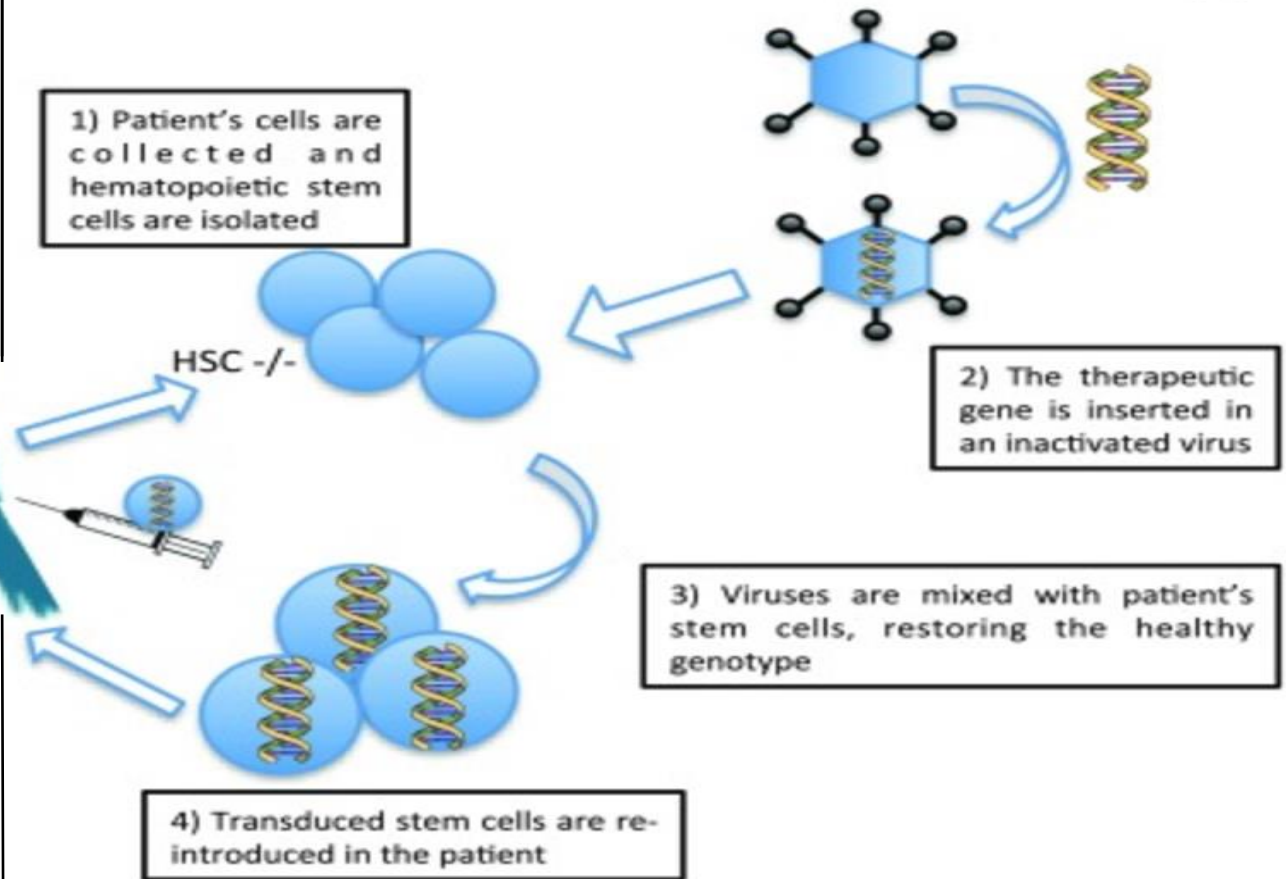 1) Patient's cells are
collected and
hematopoietic stem
cells are isolated
HSC -/-
2) The therapeutic
gene is inserted in
an inactivated virus
3) Viruses are mixed with patient's
stem cells, restoring the healthy
genotype
4) Transduced stem cells are re-
introduced in the patient